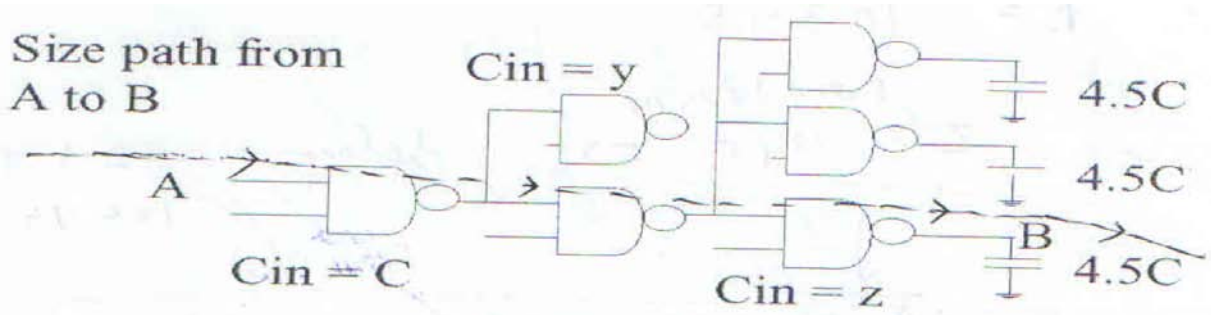 Size path from
A to B
Cin = y
A
Cin = C
Cin = z
B
4.5C
4.5C
4.5C